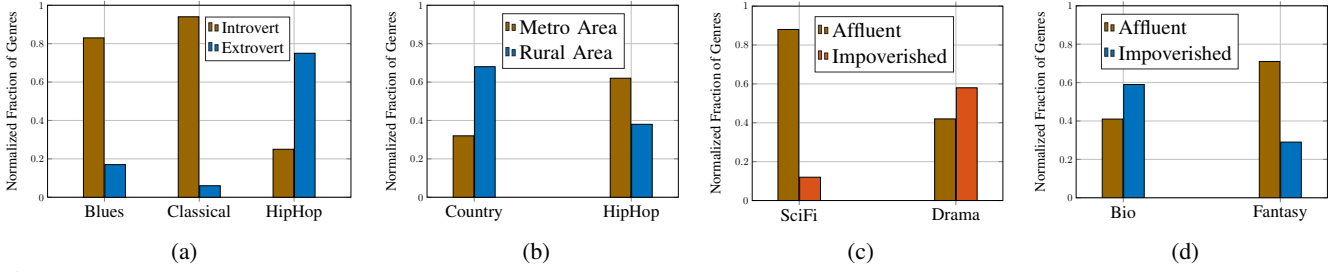 Normalized Fraction of Genres
1
0.8
0.6
0.4
0.2
0
Introvert
Extrovert
Blues Classical HipHop
(a)
Normalized Fraction of Genres
1
0.8
0.6
0.4
0.2
0
Metro Area
Rural Area
Country HipHop
(b)
Normalized Fraction of Genres
1
0.8
0.6
0.4
0.2
0
Affluent
Impoverished
SciFi Drama
(c)
Normalized Fraction of Genres
1
0.8
0.6
0.4
0.2
0
Affluent
Impoverished
Bio Fantasy
(d)